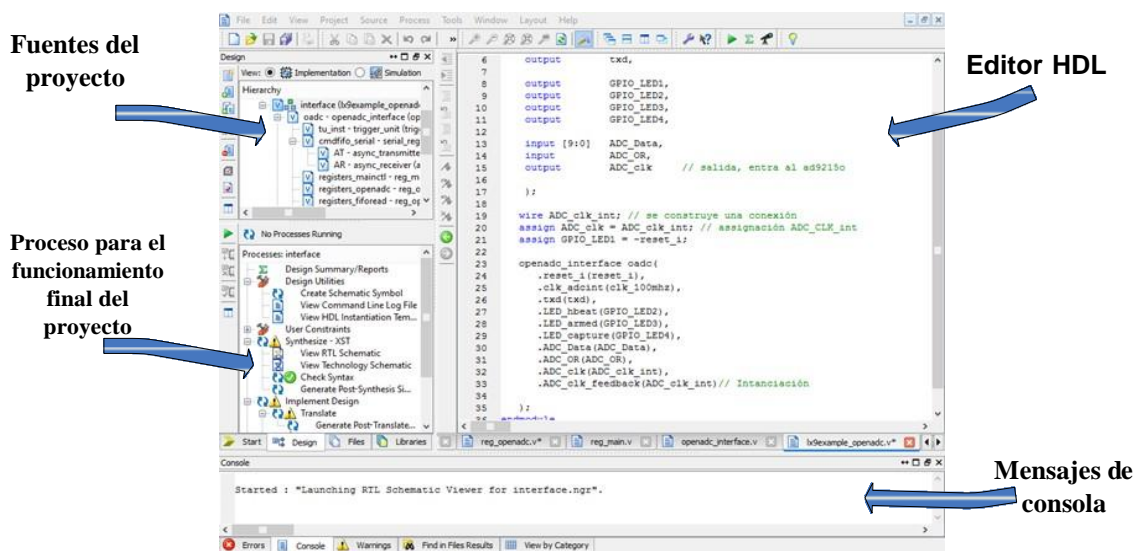 File Edit View Project Source Process Tools Window Layout Help
Fuentes del
proyecto
Proceso para el
funcionamiento
final del
proyecto
Editor HDL
Mensajes de
consola
Design
View: Implementation Simulation
Hierarchy
interface (lx9example_openad
oadc - openadc_interface (op
tu_inst - trigger_unit (trig
cmdfifo_serial - serial_reg
AT - async_transmitte
AR - async_receiver (a
registers_mainctl - reg_m
registers_openadc - reg_o
registers_fiforead - reg_op
No Processes Running
Processes: interface
Design Summary/Reports
Design Utilities
Create Schematic Symbol
View Command Line Log File
View HDL Instantiation Tem...
User Constraints
Synthesize - XST
View RTL Schematic
View Technology Schematic
Check Syntax
Generate Post-Synthesis Si...
Implement Design
Translate
Generate Post-Translate...
Start Design Files Libraries
6 output txd,
7
8 output GPIO_LED1,
9 output GPIO_LED2,
10 output GPIO_LED3,
11 output GPIO_LED4,
12
13 input [9:0] ADC_Data,
14 input ADC_OR,
15 output ADC_clk // salida, entra al ad9215o
16
17 );
18
19 wire ADC_clk_int; // se construye una conexión
20 assign ADC_clk = ADC_clk_int; // assignación ADC_CLK_int
21 assign GPIO_LED1 = ~reset_i;
22
23 openadc_interface oadc(
24 .reset_i(reset_i),
25 .clk_adcint(clk_100mhz),
26 .txd(txd),
27 .LED_hbeat(GPIO_LED2),
28 .LED_armed(GPIO_LED3),
29 .LED_capture(GPIO_LED4),
30 .ADC_Data(ADC_Data),
31 .ADC_OR(ADC_OR),
32 .ADC_clk(ADC_clk_int),
33 .ADC_clk_feedback(ADC_clk_int)// Intanciación
34
35 );
36 endmodule
reg_openadc.v* reg_main.v openadc_interface.v lx9example_openadc.v*
Console
Started : "Launching RTL Schematic Viewer for interface.ngr".
Errors Console Warnings Find in Files Results View by Category